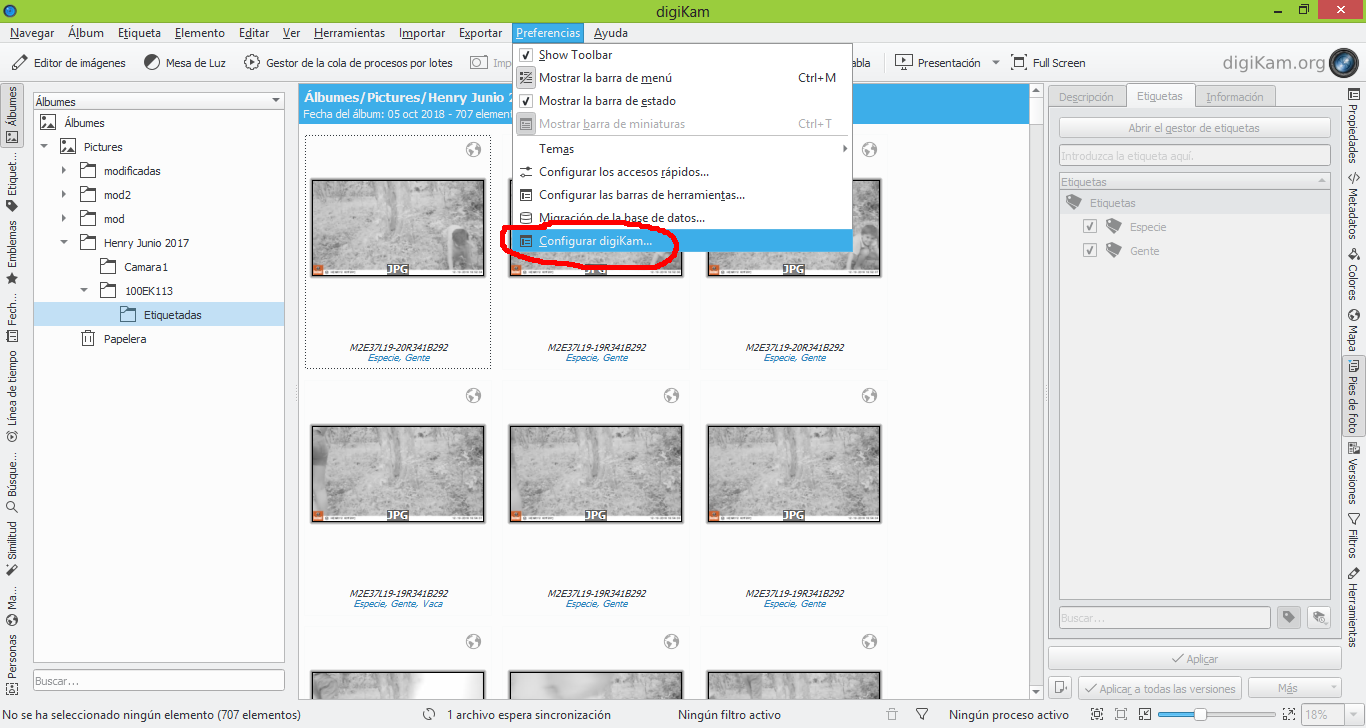 digiKam
Navegar Álbum Etiqueta Elemento Editar Ver Herramientas Importar Exportar Preferencias Ayuda
Editor de imágenes Mesa de Luz Gestor de la cola de procesos por lotes Presentación Full Screen digiKam.org
Show Toolbar
Mostrar la barra de menú Ctrl+M
Mostrar la barra de estado
Mostrar barra de miniaturas Ctrl+T
Temas
Configurar los accesos rápidos...
Configurar las barras de herramientas...
Migración de la base de datos...
Configurar digiKam...
Álbumes
Etiquet...
Emblemas
Fech...
Línea de tiempo
Búsque...
Similitud
Ma...
Personas
Álbumes
Álbumes
Pictures
modificadas
mod2
mod
Henry Junio 2017
Camara1
100EK113
Etiquetadas
Papelera
Buscar...
Álbumes/Pictures/Henry Junio 2
Fecha del álbum: 05 oct 2018 - 707 element
JPG JPG JPG
M2E37L19-20R341B292 M2E37L19-19R341B292 M2E37L19-20R341B292
Especie, Gente Especie, Gente Especie, Gente
JPG JPG JPG
M2E37L19-19R341B292 M2E37L19-19R341B292 M2E37L19-19R341B292
Especie, Gente, Vaca Especie, Gente Especie, Gente
Descripción Etiquetas Información
Abrir el gestor de etiquetas
Introduzca la etiqueta aquí.
Etiquetas
Etiquetas
Especie
Gente
Buscar...
Aplicar
Aplicar a todas las versiones Más
Propiedades
Metadatos
Colores
Mapa
Pies de foto
Versiones
Filtros
Herramientas
No se ha seleccionado ningún elemento (707 elementos) 1 archivo espera sincronización Ningún filtro activo Ningún proceso activo 18%